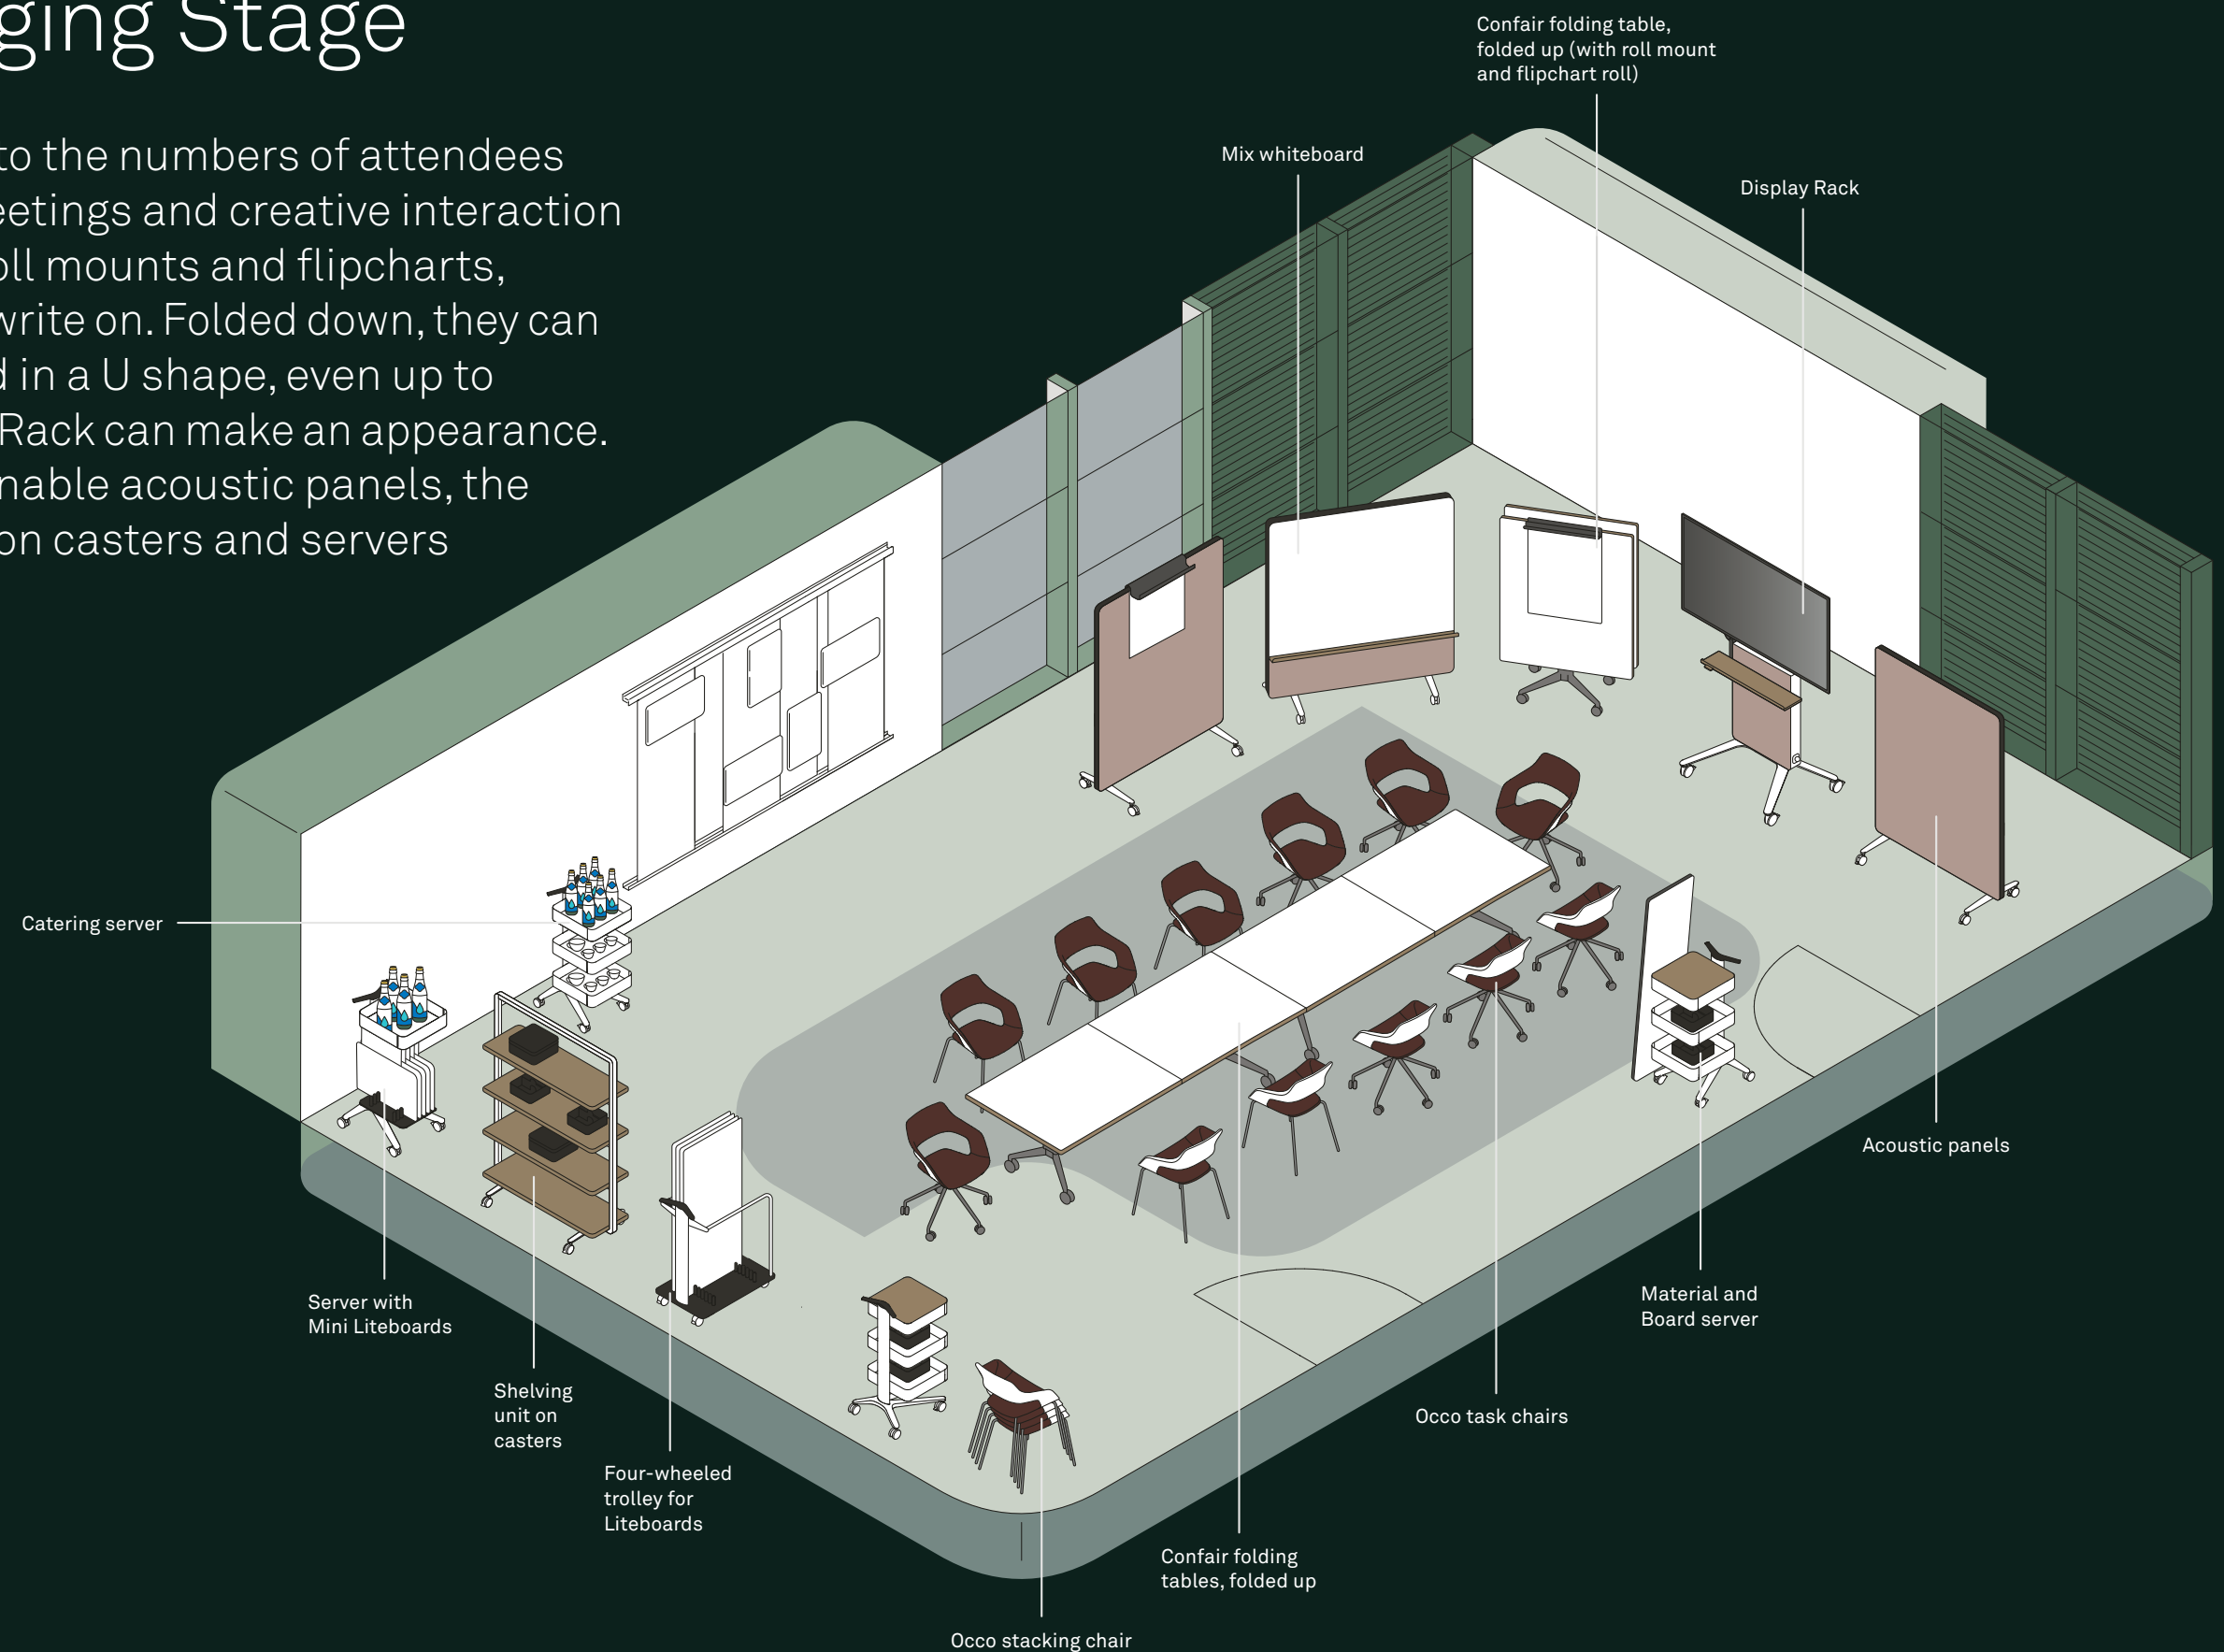 ging Stage
to the numbers of attendees
eetings and creative interaction
oll mounts and flipcharts,
write on. Folded down, they can
d in a U shape, even up to
Rack can make an appearance.
nable acoustic panels, the
on casters and servers
Confair folding table,
folded up (with roll mount
and flipchart roll)
Mix whiteboard
Display Rack
Catering server
Acoustic panels
Server with
Mini Liteboards
Material and
Board server
Shelving
unit on
casters
Occo task chairs
Four-wheeled
trolley for
Liteboards
Confair folding
tables, folded up
Occo stacking chair